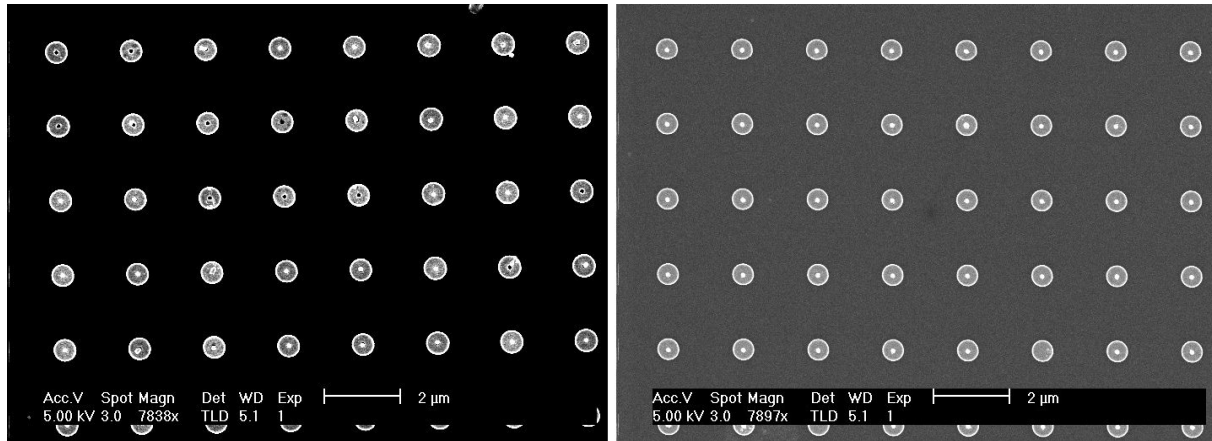 Acc.V Spot Magn Det WD Exp 2 µm
5.00 kV 3.0 7838x TLD 5.1 1
Acc.V Spot Magn Det WD Exp 2 µm
5.00 kV 3.0 7897x TLD 5.1 1